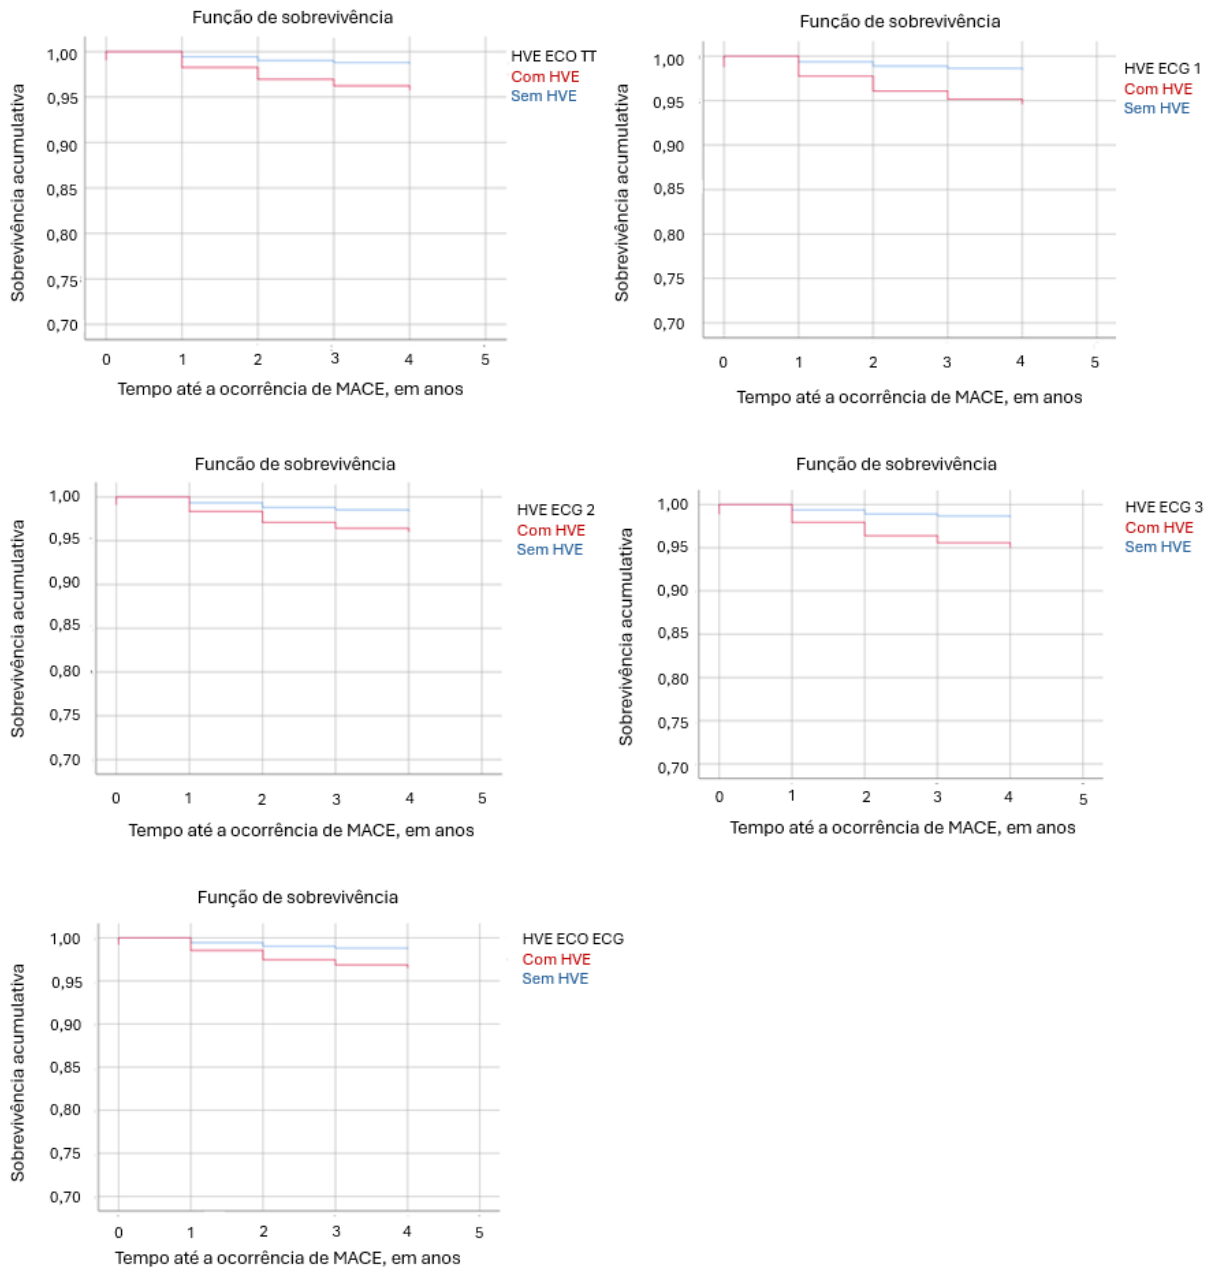 Função de sobrevivência
Sobrevivência acumulativa
1,00
0,95
0,90
0,85
0,80
0,75
0,70
0 1 2 3 4 5
Tempo até a ocorrência de MACE, em anos
HVE ECO TT
Com HVE
Sem HVE
Função de sobrevivência
Sobrevivência acumulativa
1,00
0,95
0,90
0,85
0,80
0,75
0,70
0 1 2 3 4 5
Tempo até a ocorrência de MACE, em anos
HVE ECG 1
Com HVE
Sem HVE
Funcão de sobrevivência
Sobrevivência acumulativa
1,00
0,95
0,90
0,85
0,80
0,75
0,70
0 1 2 3 4 5
Tempo até a ocorrência de MACE, em anos
HVE ECG 2
Com HVE
Sem HVE
Funcão de sobrevivência
Sobrevivência acumulativa
1,00
0,95
0,90
0,85
0,80
0,75
0,70
0 1 2 3 4 5
Tempo até a ocorrência de MACE, em anos
HVE ECG 3
Com HVE
Sem HVE
Função de sobrevivência
Sobrevivência acumulativa
1,00
0,95
0,90
0,85
0,80
0,75
0,70
0 1 2 3 4 5
Tempo até a ocorrência de MACE, em anos
HVE ECO ECG
Com HVE
Sem HVE